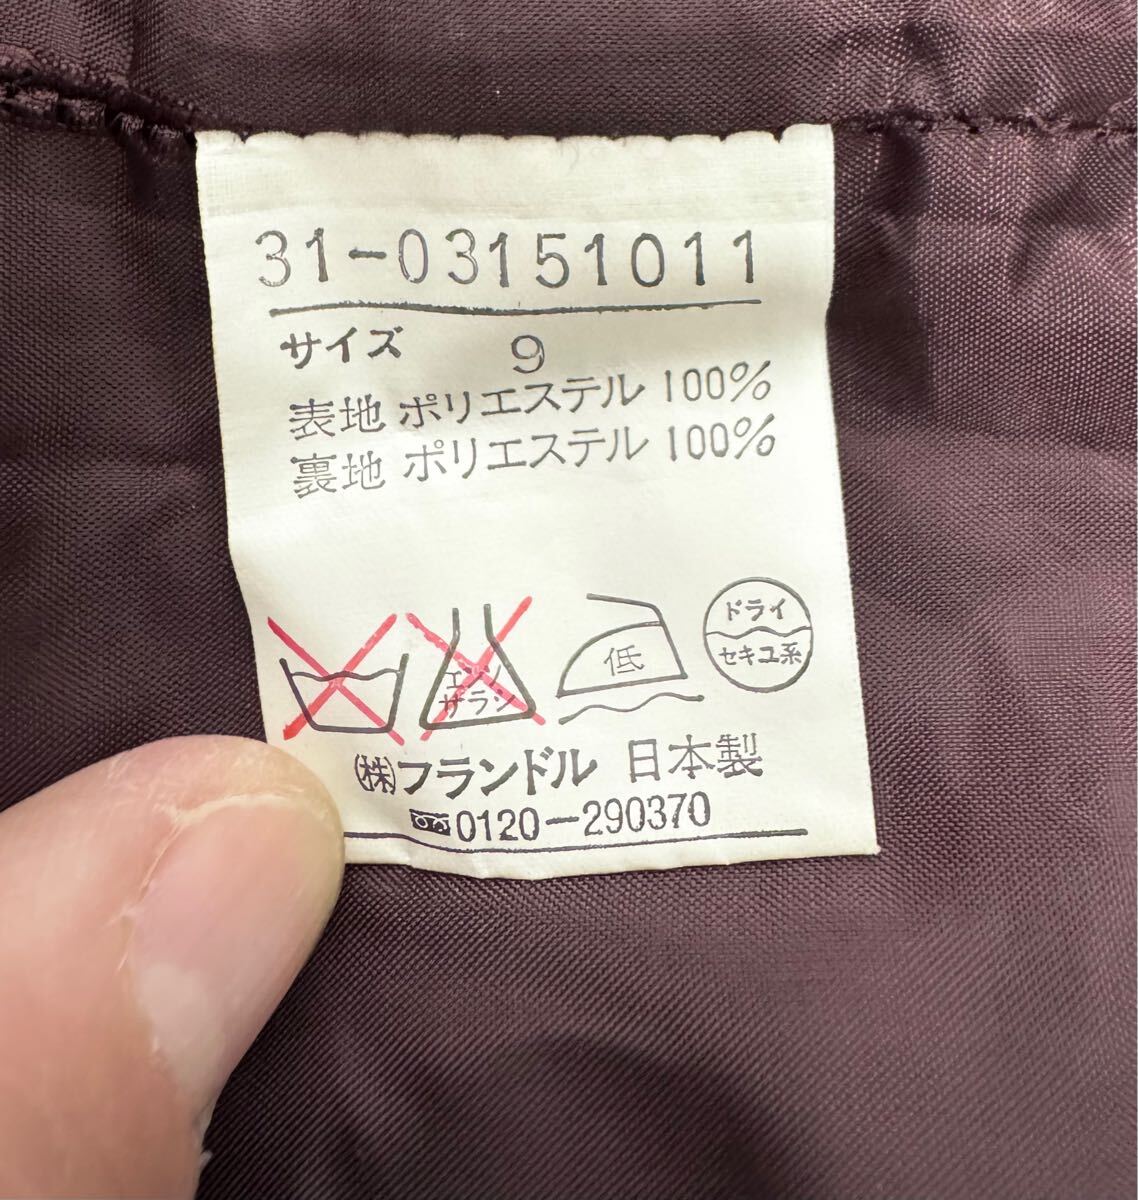 31-03151011
サイズ 9
表地 ポリエステル 100%
裏地 ポリエステル 100%
エンソ
サラシ
低
ドライ
セキユ系
㈱フランドル 日本製
0120-290370